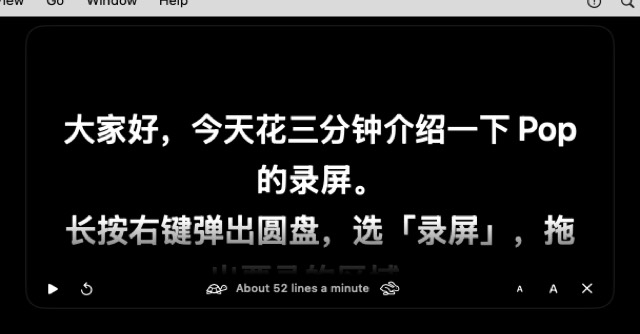 View Go Window Help
大家好，今天花三分钟介绍一下 Pop
的录屏。
长按右键弹出圆盘，选「录屏」，拖
About 52 lines a minute A A